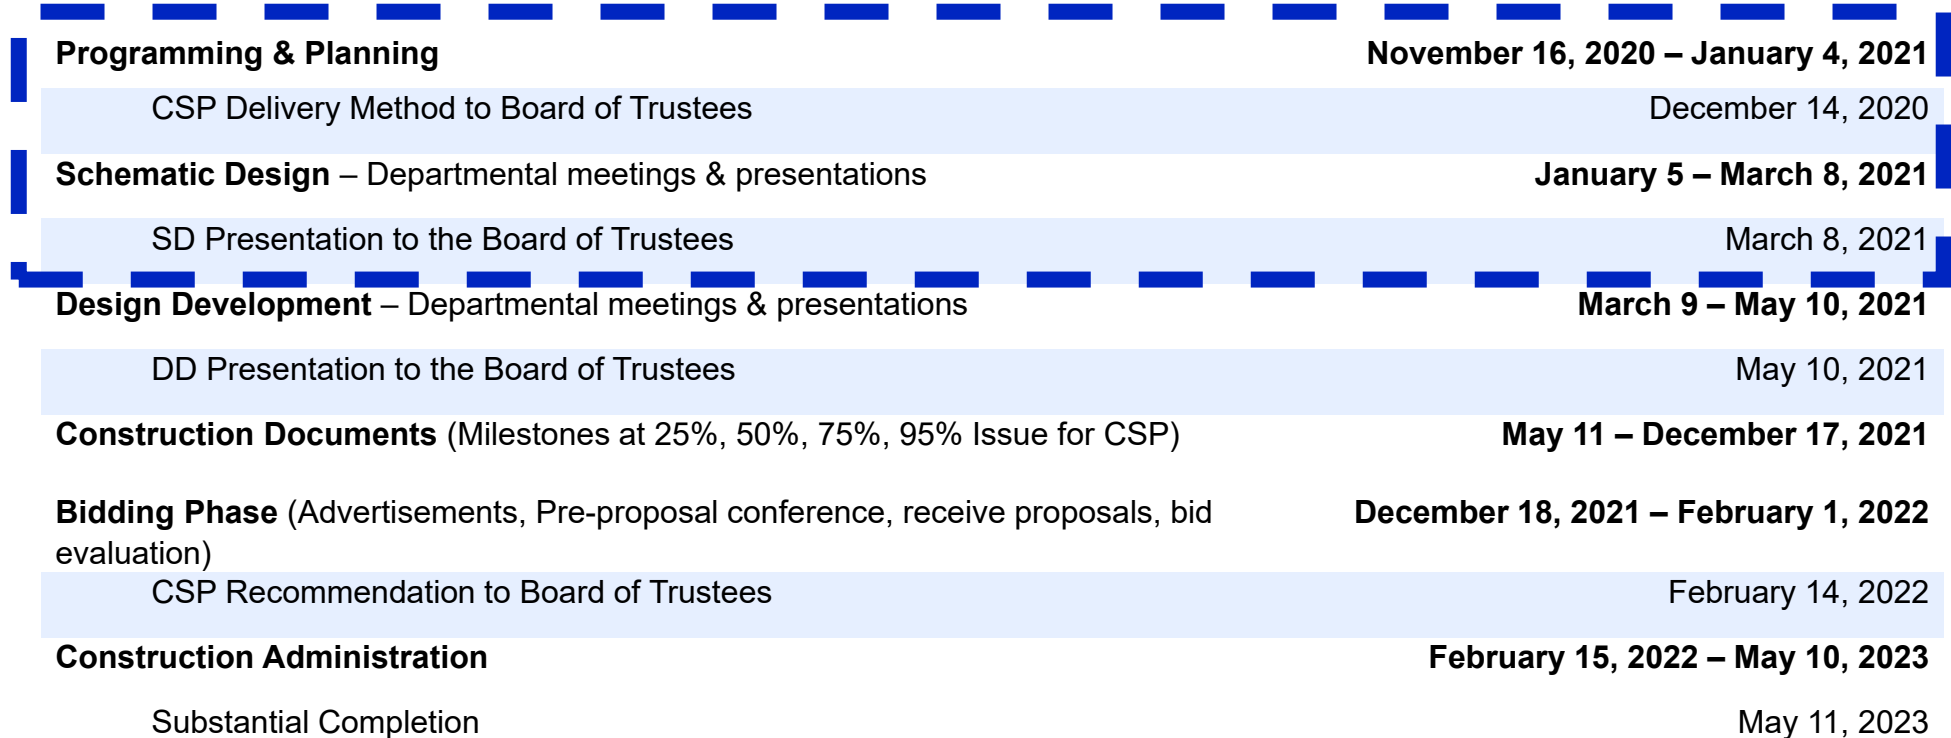 Programming & Planning November 16, 2020 – January 4, 2021
CSP Delivery Method to Board of Trustees December 14, 2020
Schematic Design – Departmental meetings & presentations January 5 – March 8, 2021
SD Presentation to the Board of Trustees March 8, 2021
Design Development – Departmental meetings & presentations March 9 – May 10, 2021
DD Presentation to the Board of Trustees May 10, 2021
Construction Documents (Milestones at 25%, 50%, 75%, 95% Issue for CSP) May 11 – December 17, 2021
Bidding Phase (Advertisements, Pre-proposal conference, receive proposals, bid December 18, 2021 – February 1, 2022
evaluation)
CSP Recommendation to Board of Trustees February 14, 2022
Construction Administration February 15, 2022 – May 10, 2023
Substantial Completion May 11, 2023